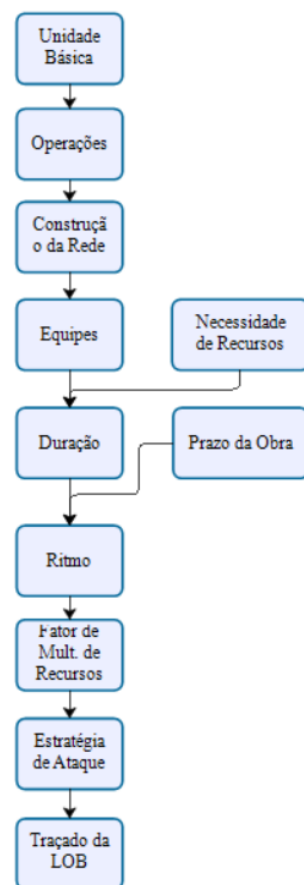 Unidade
Básica
Operações
Construçã
o da Rede
Equipes
Necessidade
de Recursos
Duração
Prazo da Obra
Ritmo
Fator de
Mult. de
Recursos
Estratégia
de Ataque
Traçado da
LOB